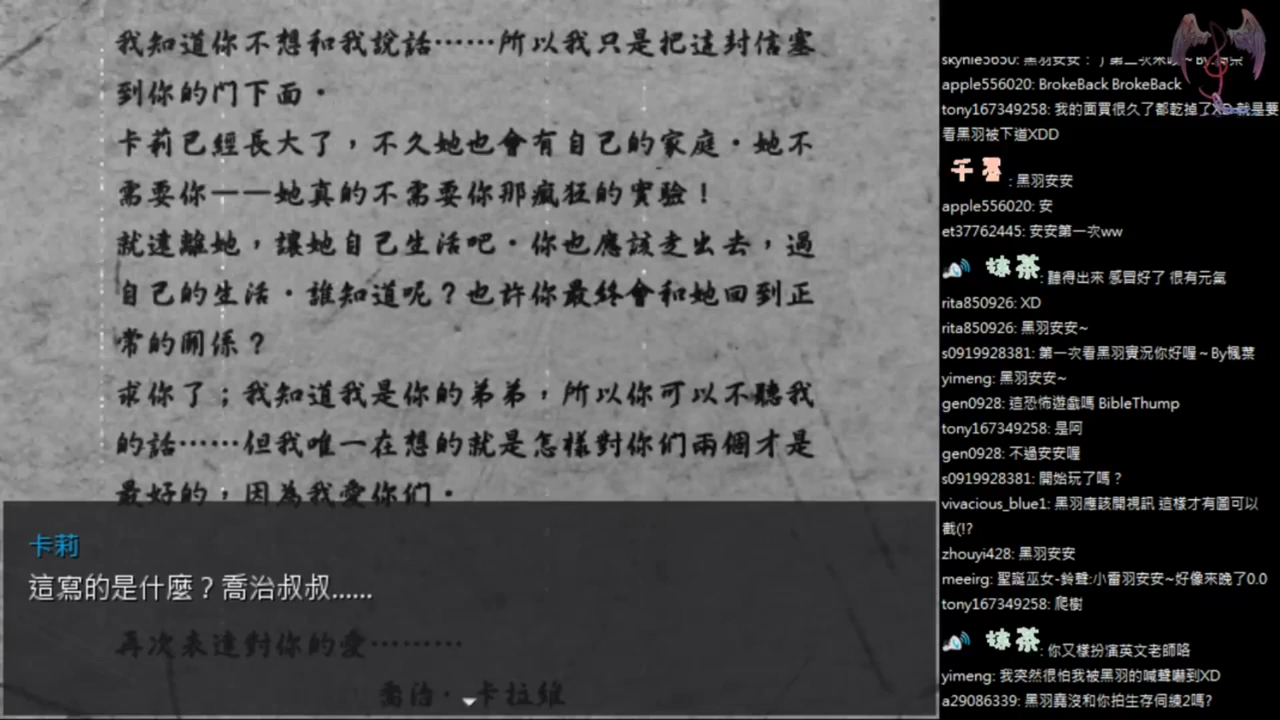 我知道你不想和我說話……所以我只是把這封信塞
到你的門下面。
卡莉已經長大了，不久她也會有自己的家庭。她不
需要你——她真的不需要你那瘋狂的實驗！
就遠離她，讓她自己生活吧。你也應該走出去，過
自己的生活。誰知道呢？也許你最終會和她回到正
常的關係？
求你了；我知道我是你的弟弟，所以你可以不聽我
的話……但我唯一在想的就是怎樣對你们兩個才是
最好的，因為我愛你们。
卡莉
這寫的是什麼？喬治叔叔......
再次表達對你的愛………
喬治．卡拉維
skynie5650: 黑羽安安
apple556020: BrokeBack BrokeBack
tony167349258: 我的面買很久了都乾掉了XD 就是要
看黑羽被下道XDD
千 : 黑羽安安
apple556020: 安
et37762445: 安安第一次ww
抹茶: 聽得出來 感冒好了 很有元氣
rita850926: XD
rita850926: 黑羽安安~
s0919928381: 第一次看黑羽實況你好喔~By楓葉
yimeng: 黑羽安安~
gen0928: 這恐怖遊戲嗎 BibleThump
tony167349258: 是阿
gen0928: 不過安安喔
s0919928381: 開始玩了嗎？
vivacious_blue1: 黑羽應該開視訊 這樣才有圖可以
截(!?
zhouyi428: 黑羽安安
meeirg: 聖誕巫女-鈴聲:小雷羽安安~好像來晚了0.0
tony167349258: 爬樹
抹茶: 你又樣扮演英文老師咯
yimeng: 我突然很怕我被黑羽的喊聲嚇到XD
a29086339: 黑羽堯沒和你拍生存伺練2嗎?